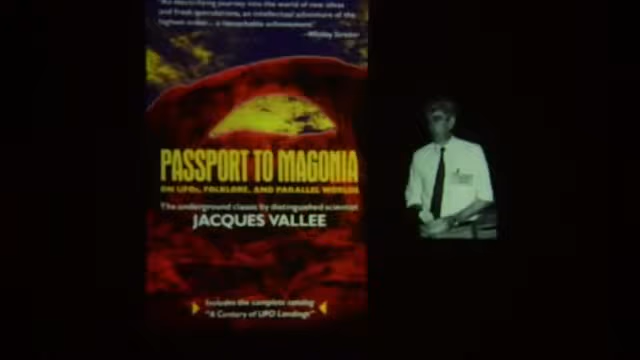 "An electrifying journey into the world of new ideas
and fresh speculations, an intellectual adventure of the
highest order... a remarkable achievement."
—Whitley Strieber
PASSPORT TO MAGONIA
ON UFOs, FOLKLORE, AND PARALLEL WORLDS
The underground classic by distinguished scientist
JACQUES VALLEE
Includes the complete catalog
"A Century of UFO Landings"